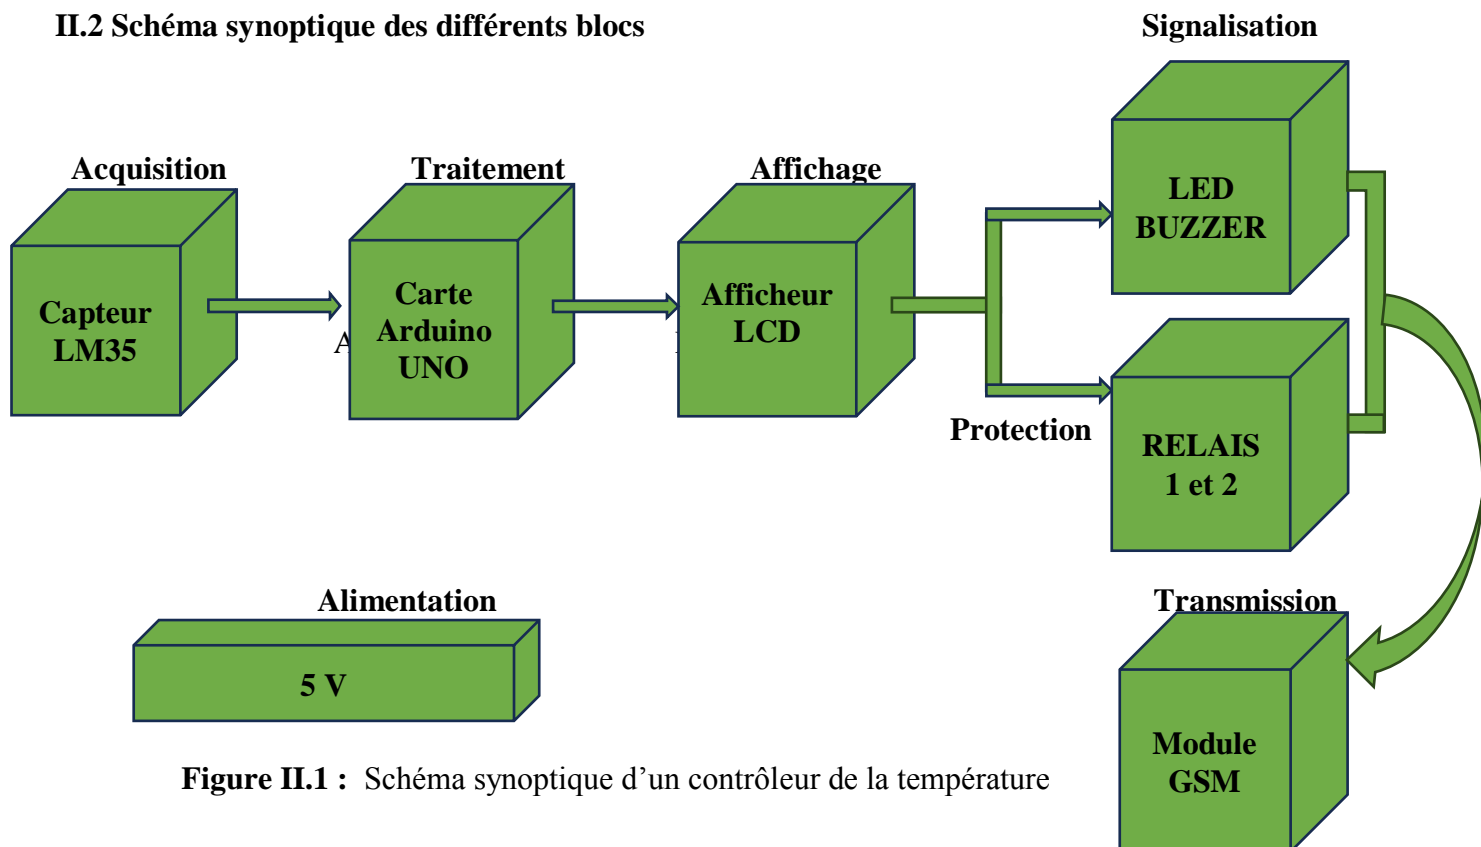 II.2 Schéma synoptique des différents blocs
Signalisation
Acquisition
Traitement
Affichage
LED
BUZZER
Capteur
LM35
Carte
Arduino
UNO
Afficheur
LCD
Protection
RELAIS
1 et 2
Alimentation
5 V
Transmission
Module
GSM
Figure II.1 : Schéma synoptique d’un contrôleur de la température